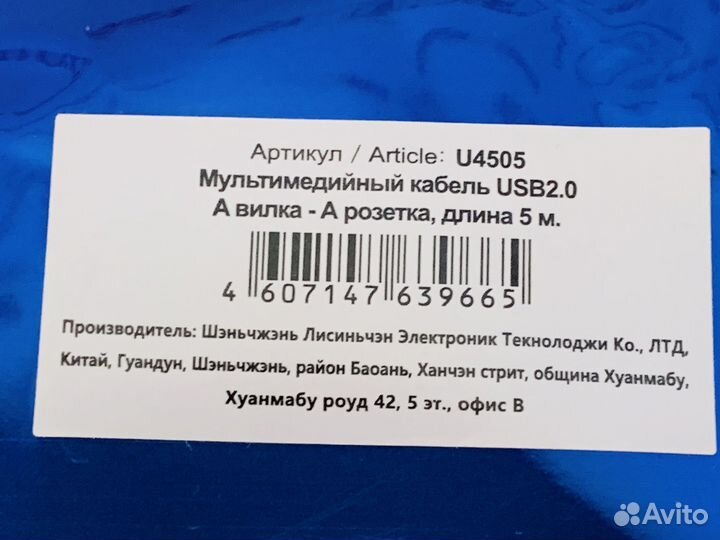 Артикул / Article: U4505
Мультимедийный кабель USB2.0
А вилка - А розетка, длина 5 м.
4 607147 639665
Производитель: Шэньчжэнь Лисиньчэн Электроник Текнолоджи Ко., ЛТД,
Китай, Гуандун, Шэньчжэнь, район Баоань, Ханчэн стрит, община Хуанмабу,
Хуанмабу роуд 42, 5 эт., офис В
Avito